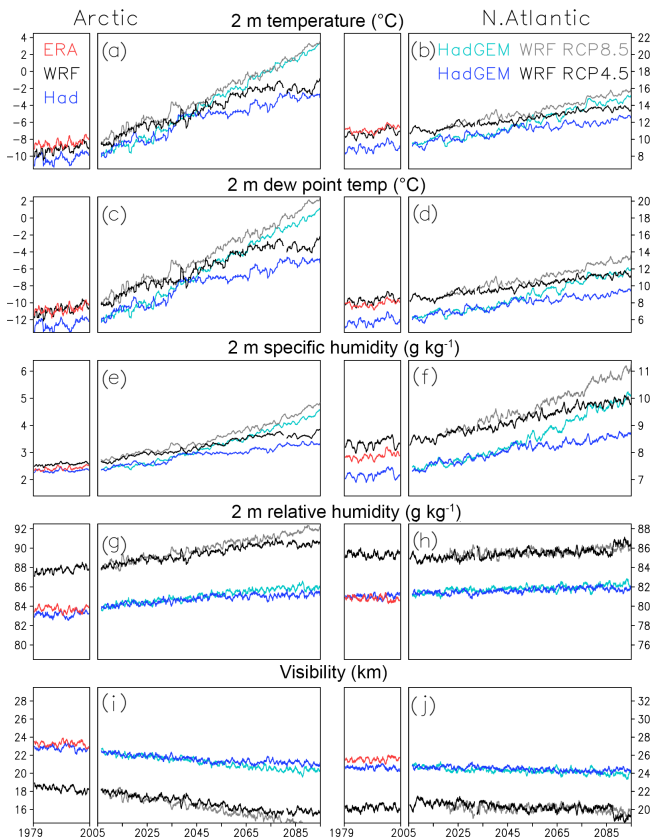 Arctic 2 m temperature (°C) N.Atlantic
4 (a) ERA WRF Had (b) HadGEM WRF RCP8.5 HadGEM WRF RCP4.5 22
2 20
0 18
−2 16
−4 14
−6 12
−8 10
−10 8
2 m dew point temp (°C)
2 (c) (d) 20
0 18
−2 16
−4 14
−6 12
−8 10
−10 8
−12 6
2 m specific humidity (g kg-1)
6 (e) (f) 11
5 10
4 9
3 8
2 7
2 m relative humidity (g kg-1)
92 (g) (h) 88
90 86
88 84
86 82
84 80
82 78
80 76
Visibility (km)
28 (i) (j) 32
26 30
24 28
22 26
20 24
18 22
16 20
1979 2005 2025 2045 2065 2085 1979 2005 2025 2045 2065 2085